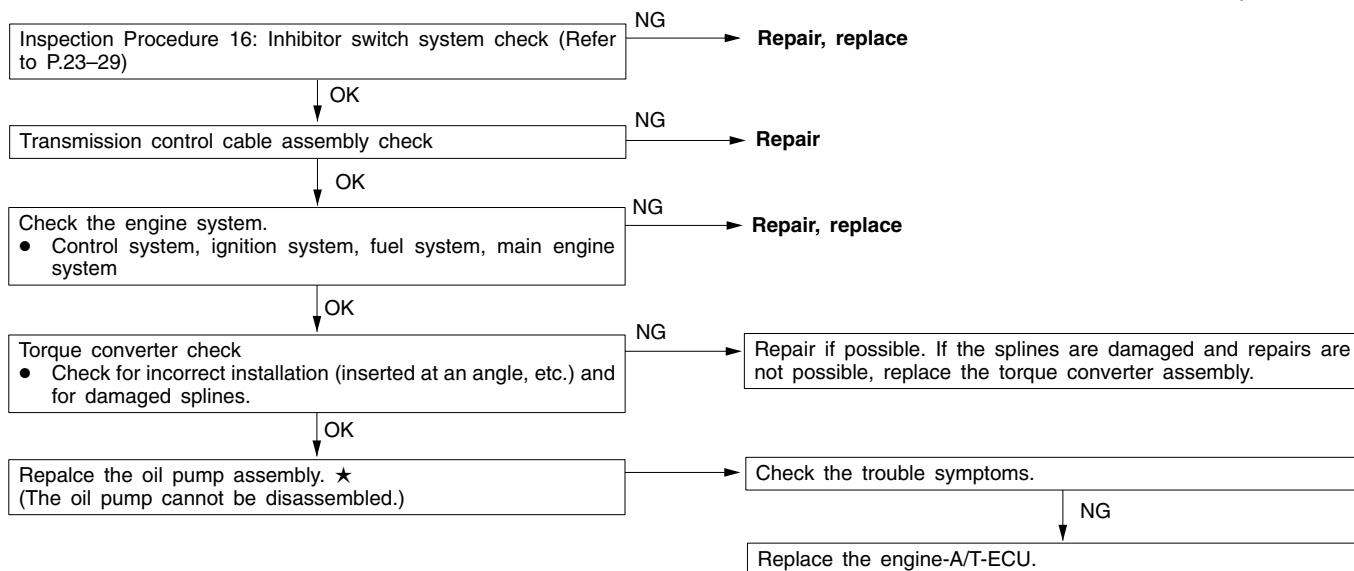 NG
Inspection Procedure 16: Inhibitor switch system check (Refer
to P.23–29)
Repair, replace
OK
NG
Transmission control cable assembly check
Repair
OK
NG
Check the engine system.
● Control system, ignition system, fuel system, main engine
system
Repair, replace
OK
NG
Torque converter check
● Check for incorrect installation (inserted at an angle, etc.) and
for damaged splines.
Repair if possible. If the splines are damaged and repairs are
not possible, replace the torque converter assembly.
OK
Repalce the oil pump assembly. ★
(The oil pump cannot be disassembled.)
Check the trouble symptoms.
NG
Replace the engine-A/T-ECU.